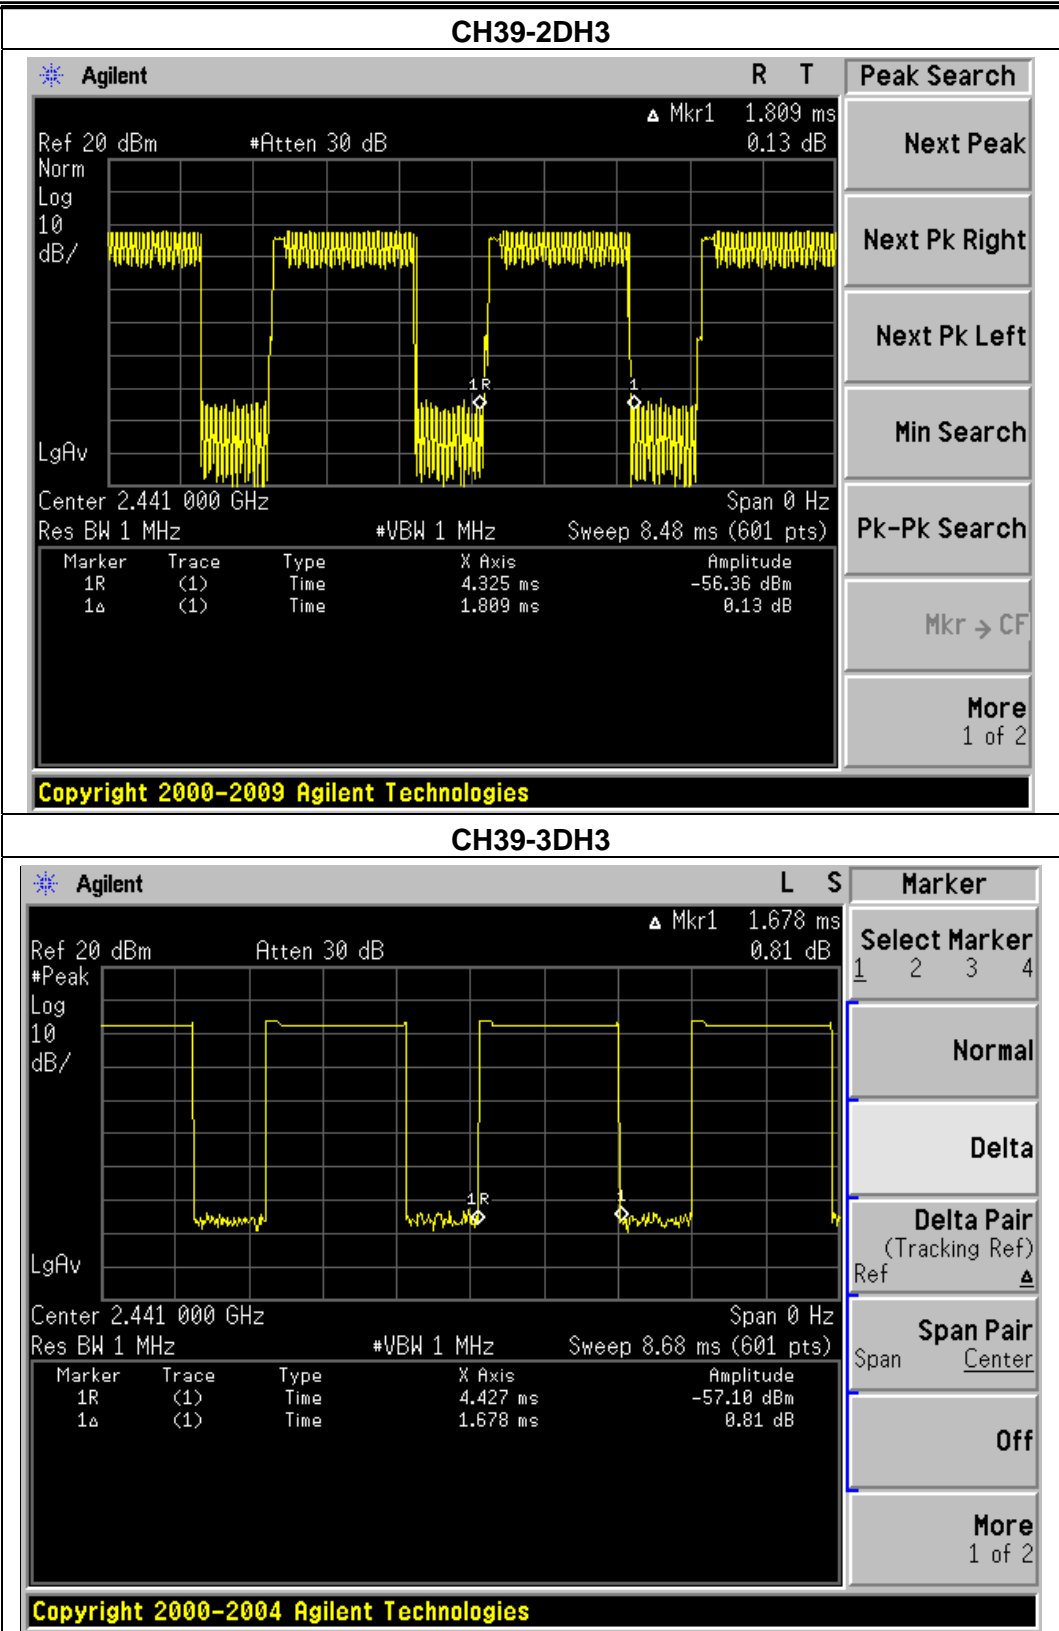 CH39-2DH3
Agilent R T Peak Search
Δ Mkr1 1.809 ms
Ref 20 dBm #Atten 30 dB 0.13 dB
Norm
Log
10
dB/
1R
1
LgAv
Center 2.441 000 GHz Span 0 Hz
Res BW 1 MHz #VBW 1 MHz Sweep 8.48 ms (601 pts)
Marker Trace Type X Axis Amplitude
1R (1) Time 4.325 ms -56.36 dBm
1Δ (1) Time 1.809 ms 0.13 dB
Next Peak
Next Pk Right
Next Pk Left
Min Search
Pk-Pk Search
Mkr → CF
More
1 of 2
Copyright 2000-2009 Agilent Technologies
CH39-3DH3
Agilent L S Marker
Δ Mkr1 1.678 ms
Ref 20 dBm Atten 30 dB 0.81 dB
#Peak
Log
10
dB/
1R
1
LgAv
Center 2.441 000 GHz Span 0 Hz
Res BW 1 MHz #VBW 1 MHz Sweep 8.68 ms (601 pts)
Marker Trace Type X Axis Amplitude
1R (1) Time 4.427 ms -57.10 dBm
1Δ (1) Time 1.678 ms 0.81 dB
Select Marker
1 2 3 4
Normal
Delta
Delta Pair
(Tracking Ref)
Ref Δ
Span Pair
Span Center
Off
More
1 of 2
Copyright 2000-2004 Agilent Technologies